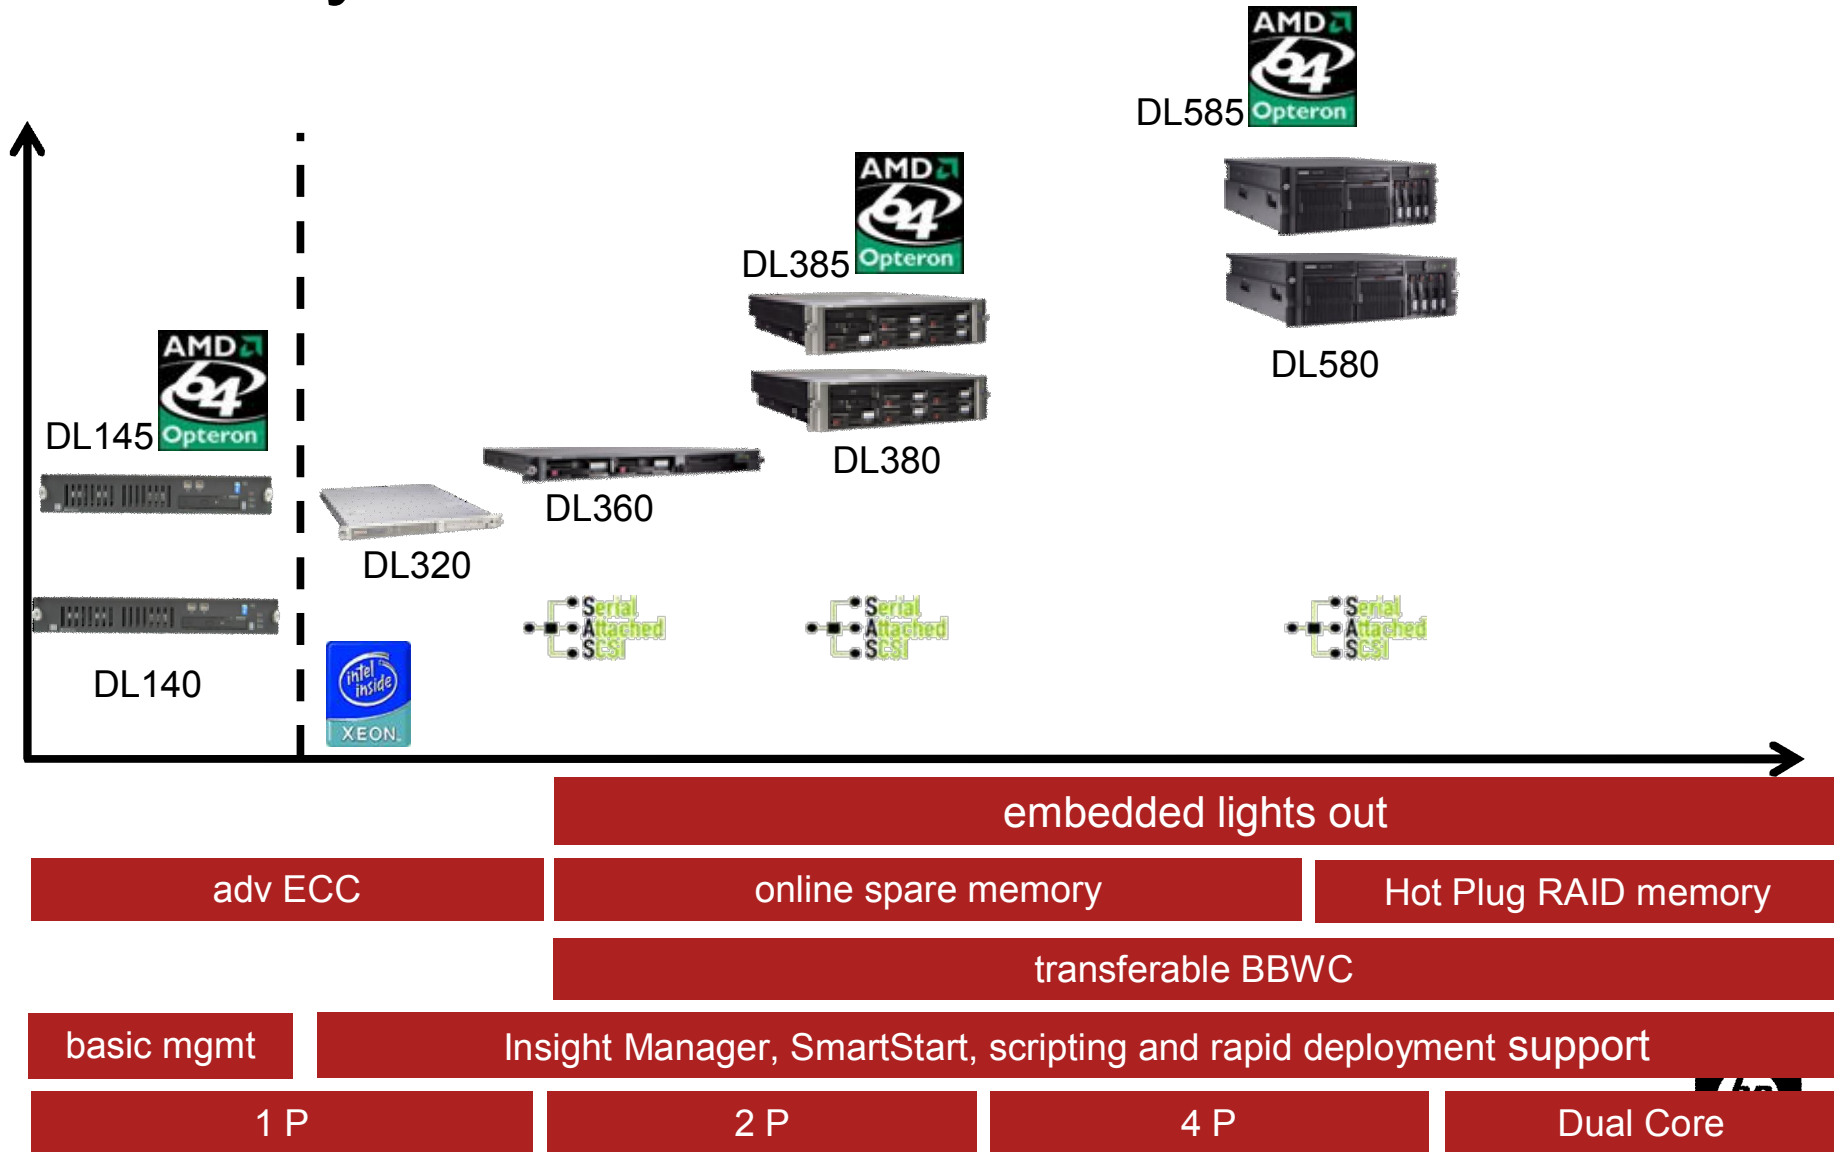 AMD
64
Opteron
DL585
AMD
64
Opteron
DL385
DL580
AMD
64
Opteron
DL145
DL380
DL360
DL320
Serial
Attached
SCSI
Serial
Attached
SCSI
Serial
Attached
SCSI
DL140
intel
inside
XEON
embedded lights out
adv ECC
online spare memory
Hot Plug RAID memory
transferable BBWC
basic mgmt
Insight Manager, SmartStart, scripting and rapid deployment support
1 P
2 P
4 P
Dual Core